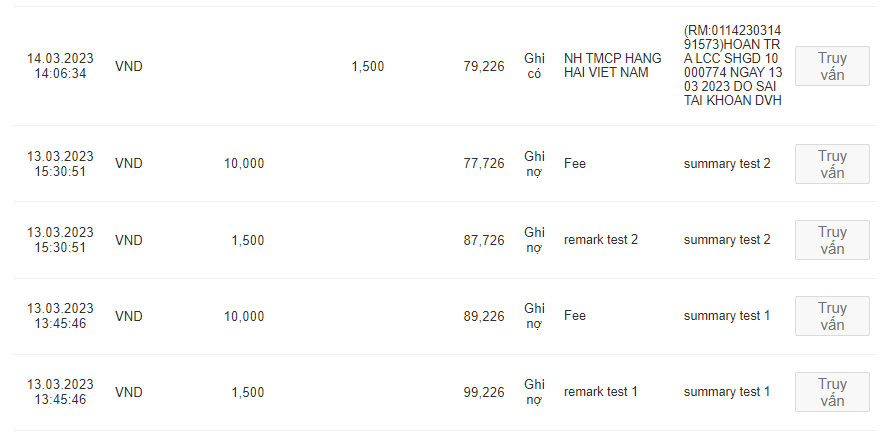 14.03.2023
14:06:34
VND
1,500
79,226
Ghi
có
NH TMCP HANG
HAI VIET NAM
(RM:0114230314
91573)HOAN TR
A LCC SHGD 10
000774 NGAY 13
03 2023 DO SAI
TAI KHOAN DVH
Truy
vấn
13.03.2023
15:30:51
VND
10,000
77,726
Ghi
nợ
Fee
summary test 2
Truy
vấn
13.03.2023
15:30:51
VND
1,500
87,726
Ghi
nợ
remark test 2
summary test 2
Truy
vấn
13.03.2023
13:45:46
VND
10,000
89,226
Ghi
nợ
Fee
summary test 1
Truy
vấn
13.03.2023
13:45:46
VND
1,500
99,226
Ghi
nợ
remark test 1
summary test 1
Truy
vấn